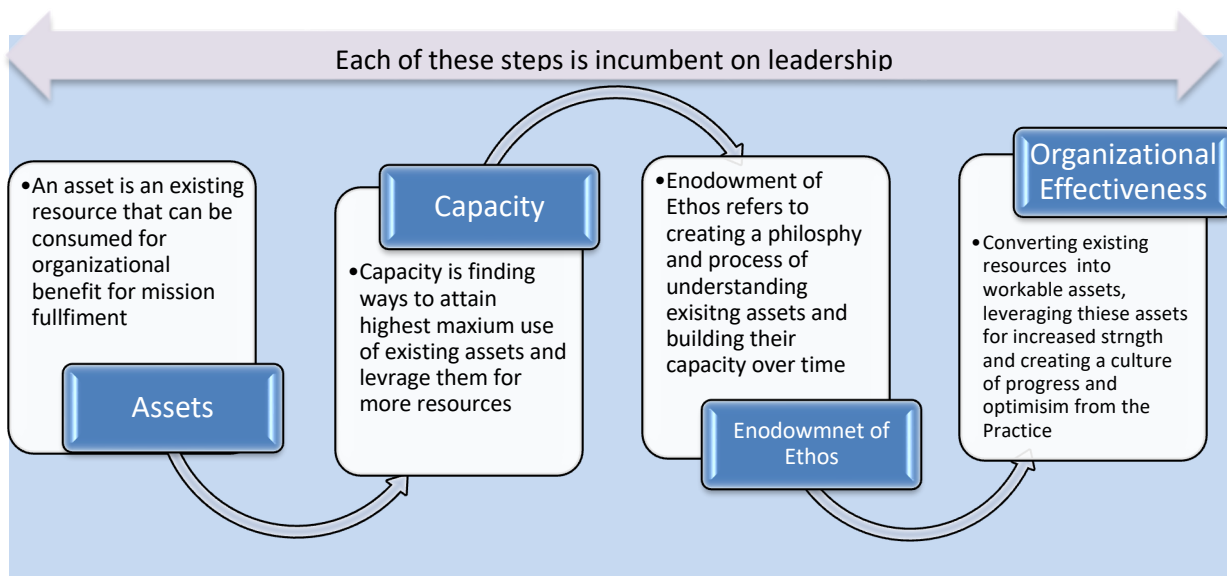 Each of these steps is incumbent on leadership
•An asset is an existing
resource that can be
consumed for
organizational
benefit for mission
fullfiment
Assets
Capacity
•Capacity is finding
ways to attain
highest maxium use
of existing assets and
levrage them for
more resources
•Enodowment of
Ethos refers to
creating a philosphy
and process of
understanding
exisitng assets and
building their
capacity over time
Enodowmnet of
Ethos
Organizational
Effectiveness
•Converting existing
resources into
workable assets,
leveraging thiese assets
for increased strngth
and creating a culture
of progress and
optimisim from the
Practice